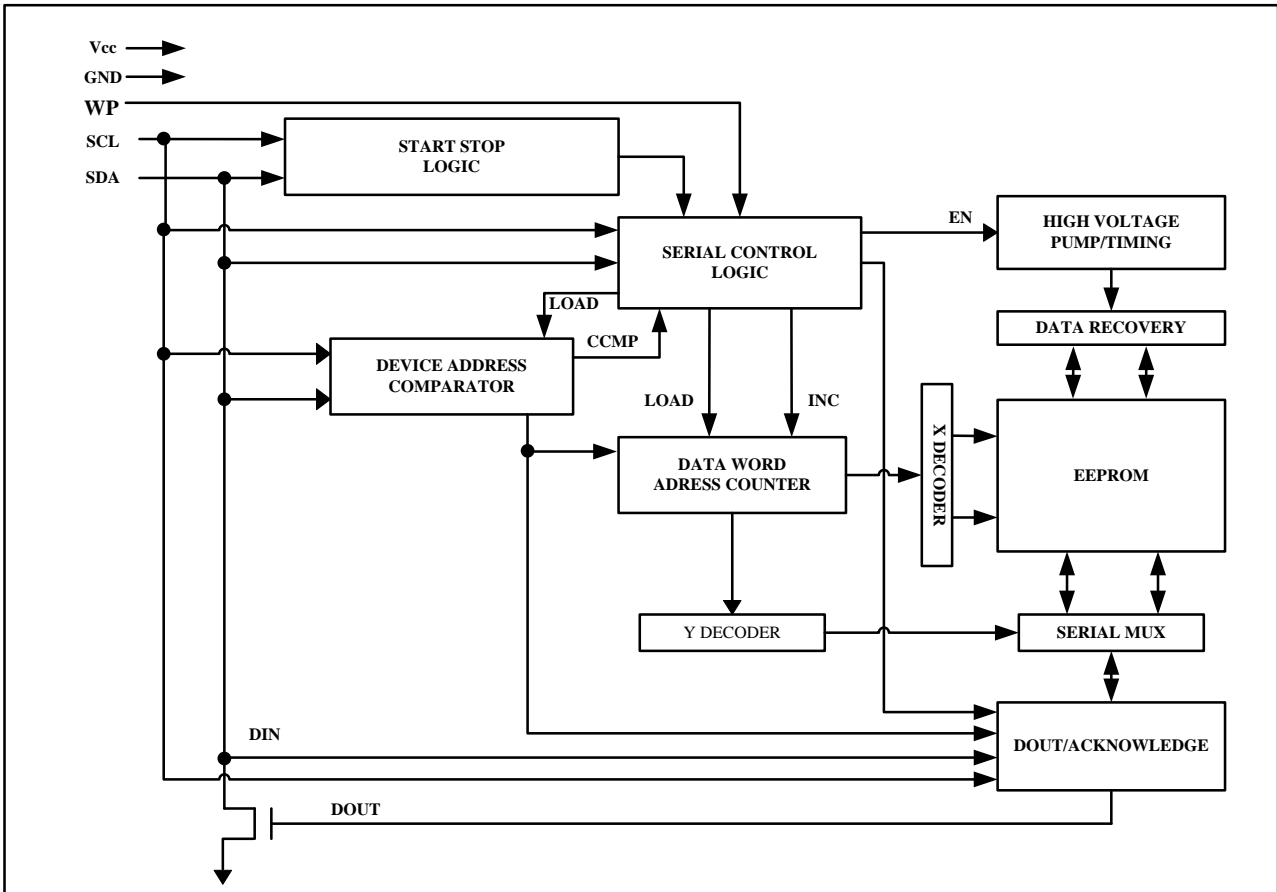 Vcc
GND
WP
SCL
SDA
START STOP
LOGIC
SERIAL CONTROL
LOGIC
EN
HIGH VOLTAGE
PUMP/TIMING
LOAD
CCMP
DATA RECOVERY
DEVICE ADDRESS
COMPARATOR
LOAD
INC
X DECODER
EEPROM
DATA WORD
ADRESS COUNTER
Y DECODER
SERIAL MUX
DIN
DOUT/ACKNOWLEDGE
DOUT